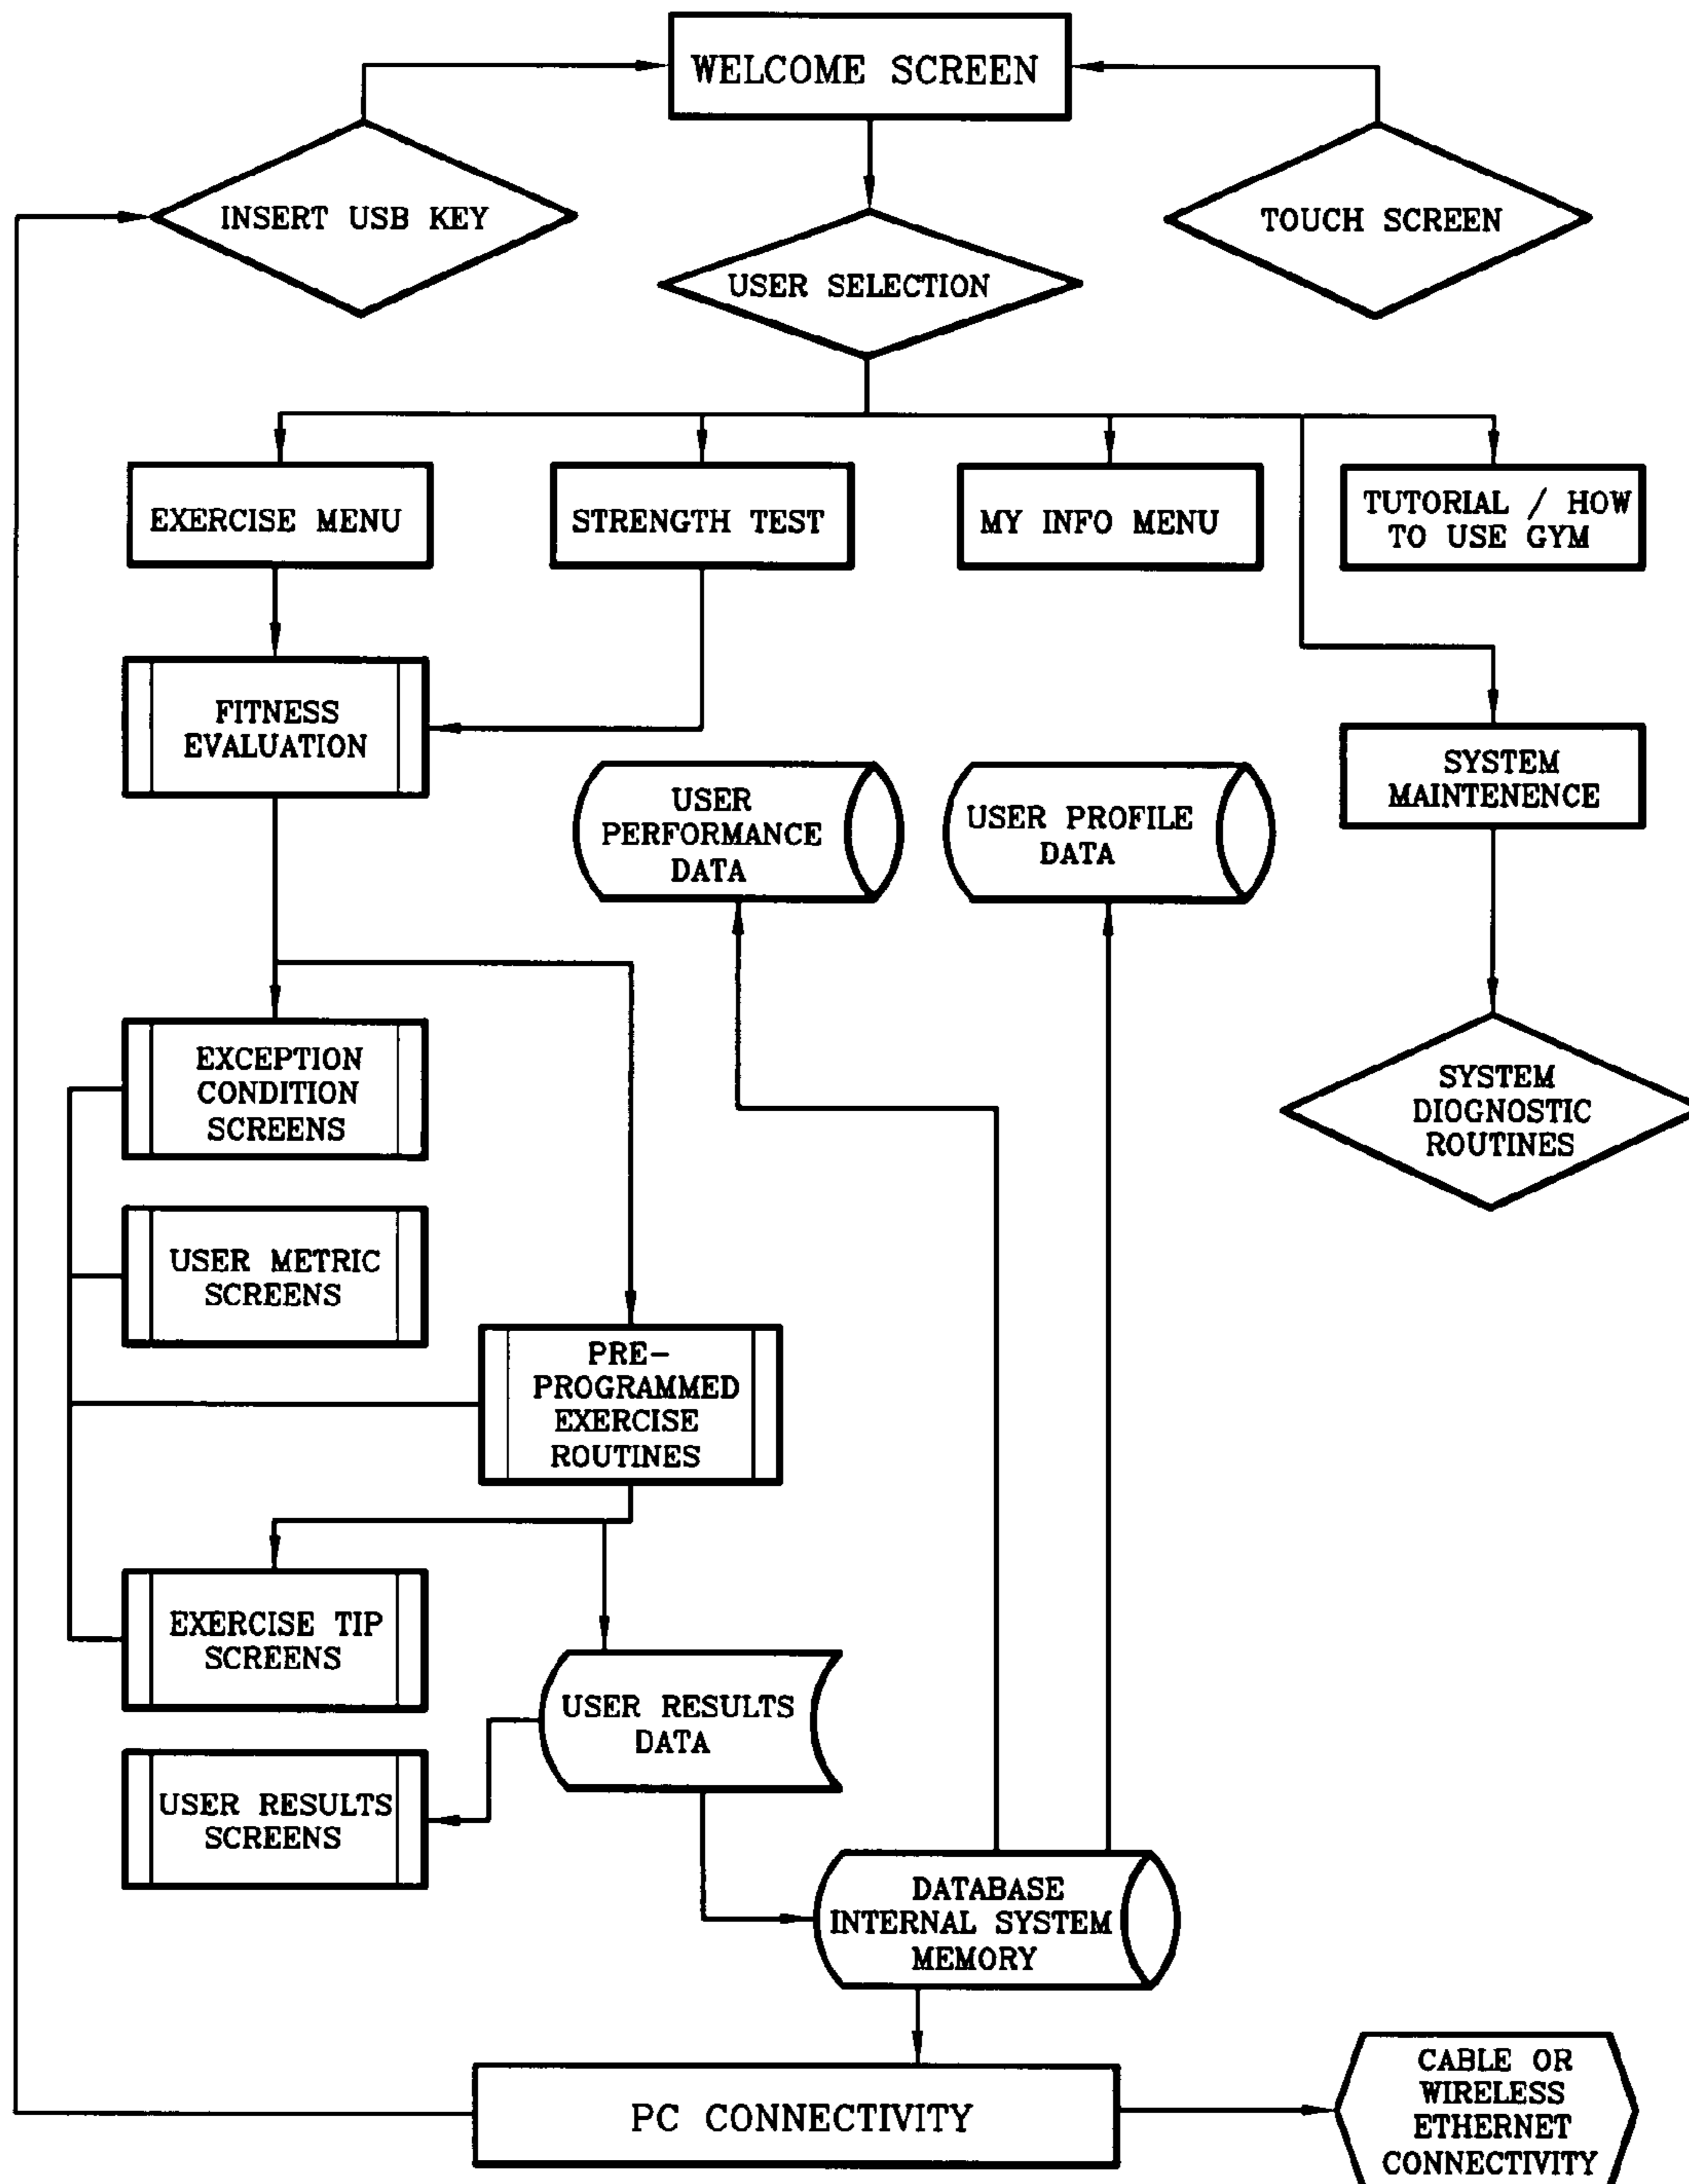 WELCOME SCREEN
INSERT USB KEY
TOUCH SCREEN
USER SELECTION
EXERCISE MENU
STRENGTH TEST
MY INFO MENU
TUTORIAL / HOW
TO USE GYM
FITNESS
EVALUATION
USER
PERFORMANCE
DATA
USER PROFILE
DATA
SYSTEM
MAINTENENCE
EXCEPTION
CONDITION
SCREENS
SYSTEM
DIOGNOSTIC
ROUTINES
USER METRIC
SCREENS
PRE-
PROGRAMMED
EXERCISE
ROUTINES
EXERCISE TIP
SCREENS
USER RESULTS
DATA
USER RESULTS
SCREENS
DATABASE
INTERNAL SYSTEM
MEMORY
PC CONNECTIVITY
CABLE OR
WIRELESS
ETHERNET
CONNECTIVITY